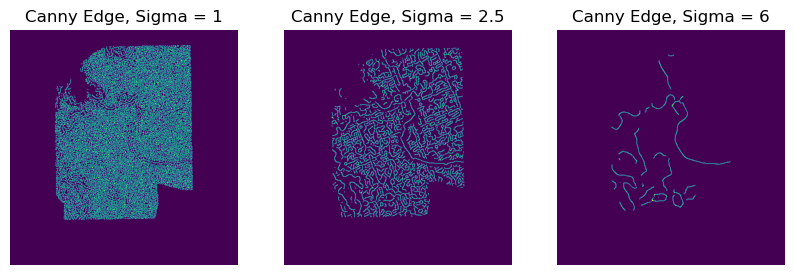 Canny Edge, Sigma = 1
Canny Edge, Sigma = 2.5
Canny Edge, Sigma = 6